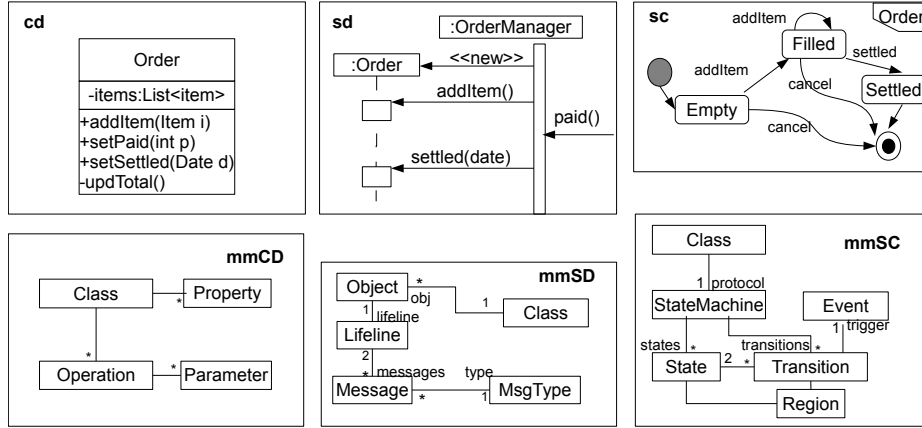 cd
Order
-items:List<item>
+addItem(Item i)
+setPaid(int p)
+setSettled(Date d)
-updTotal()
sd
:OrderManager
:Order
<<new>>
addItem()
paid()
settled(date)
sc
Order
addItem
Filled
settled
addItem
Settled
cancel
Empty
cancel
mmCD
Class
*
Property
*
Operation
*
Parameter
mmSD
Object
*
obj
1
1
Class
lifeline
Lifeline
2
messages
type
*
Message
*
1
MsgType
mmSC
Class
1
protocol
StateMachine
Event
1
trigger
states
*
transitions
*
State
2
*
Transition
Region